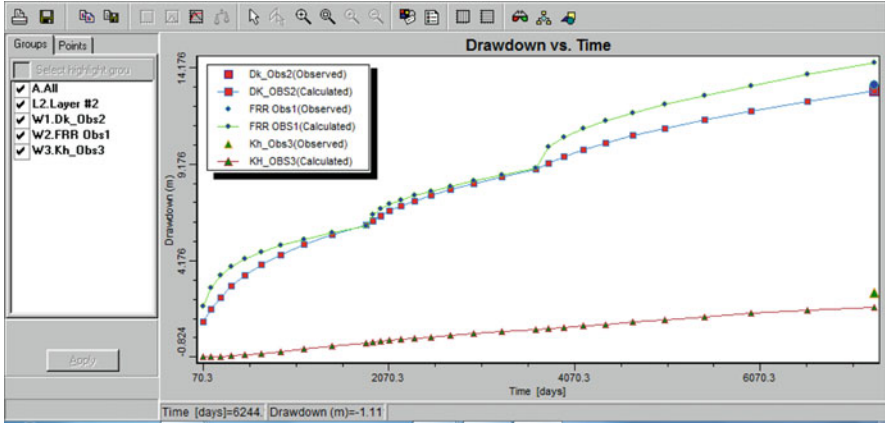 Groups Points
Select highlight grou
A.All
L2.Layer #2
W1.Dk_Obs2
W2.FRR Obs1
W3.Kh_Obs3
Apply
Drawdown vs. Time
Dk_Obs2(Observed)
DK_OBS2(Calculated)
FRR Obs1(Observed)
FRR OBS1(Calculated)
Kh_Obs3(Observed)
KH_OBS3(Calculated)
Drawdown (m)
14.176
9.176
4.176
-0.824
70.3 2070.3 4070.3 6070.3
Time [days]
Time [days]=6244. Drawdown (m)=-1.11